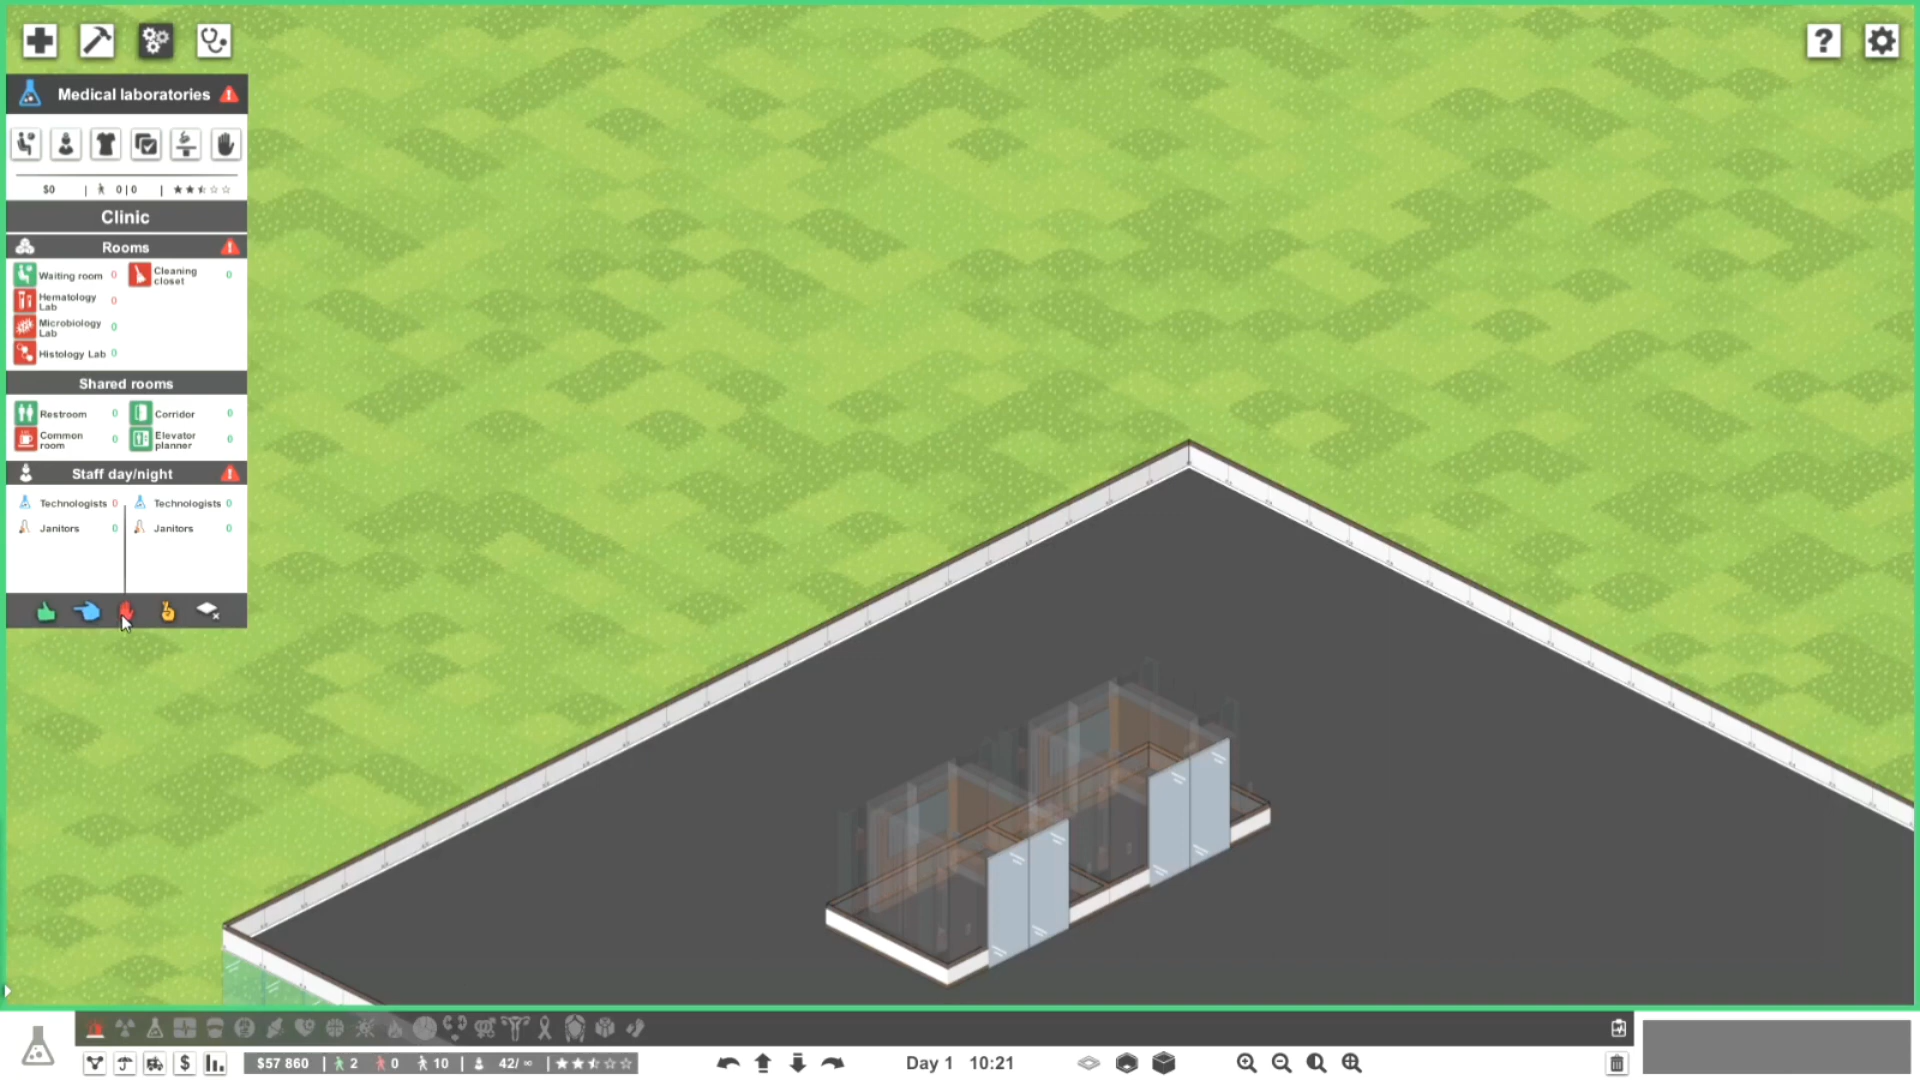 ?
Medical laboratories
$0 | 0|0 |
Clinic
Rooms
Waiting room 0 Cleaning closet 0
Hematology Lab 0
Microbiology Lab 0
Histology Lab 0
Shared rooms
Restroom 0 Corridor 0
Common room 0 Elevator planner 0
Staff day/night
Technologists 0 Technologists 0
Janitors 0 Janitors 0
$57 860 | 2 0 10 | 42/ ∞ |
Day 1 10:21